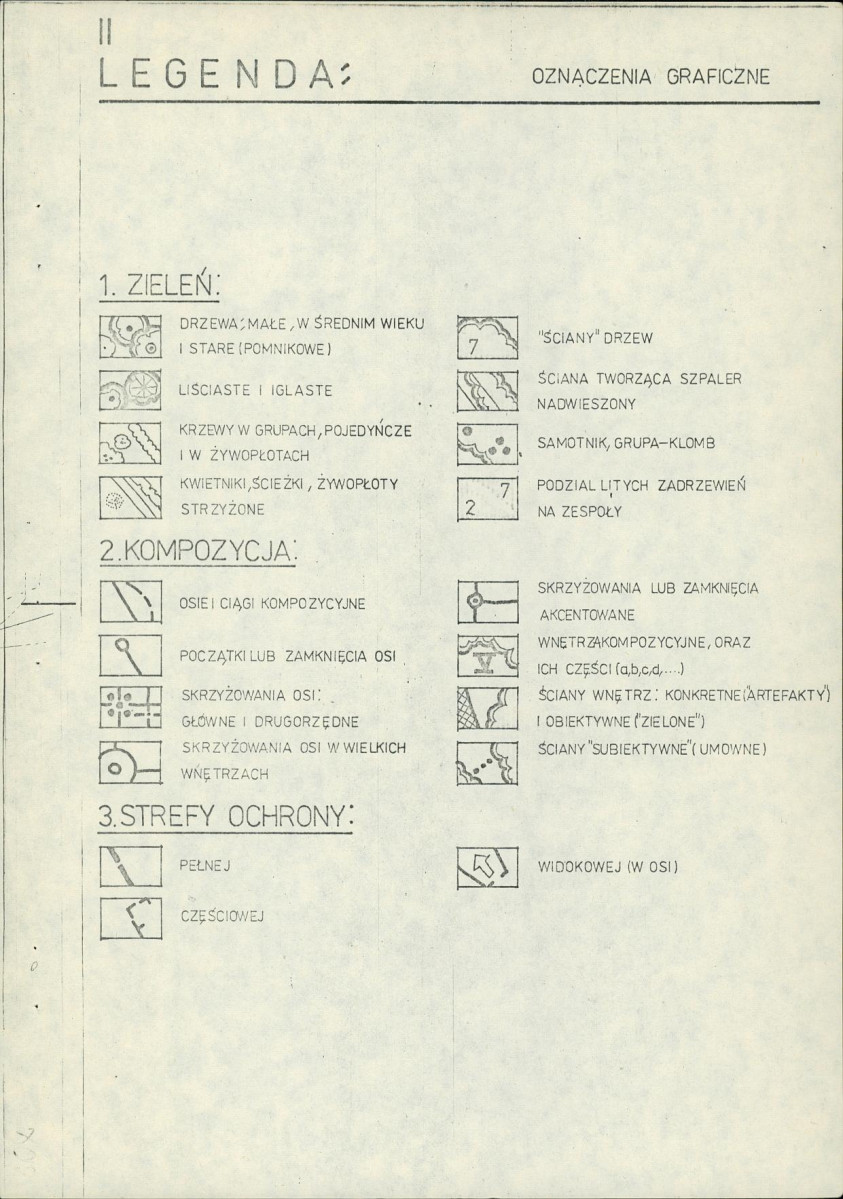 II
LEGENDA:
OZNACZENIA GRAFICZNE
1. ZIELEŃ:
DRZEWA: MAŁE, W ŚREDNIM WIEKU
I STARE (POMNIKOWE)
LIŚCIASTE I IGLASTE
KRZEWY W GRUPACH, POJEDYŃCZE
I W ŻYWOPŁOTACH
KWIETNIKI, ŚCIEŻKI, ŻYWOPŁOTY
STRZYŻONE
7
"ŚCIANY" DRZEW
ŚCIANA TWORZĄCA SZPALER
NADWIESZONY
SAMOTNIK, GRUPA-KLOMB
7
2
PODZIAL LITYCH ZADRZEWIEŃ
NA ZESPOŁY
2. KOMPOZYCJA:
OSIE I CIĄGI KOMPOZYCYJNE
POCZĄTKI LUB ZAMKNIĘCIA OSI
SKRZYŻOWANIA OSI:
GŁÓWNE I DRUGORZĘDNE
SKRZYŻOWANIA OSI W WIELKICH
WNĘTRZACH
SKRZYŻOWANIA LUB ZAMKNIĘCIA
AKCENTOWANE
V
WNĘTRZA KOMPOZYCYJNE, ORAZ
ICH CZĘŚCI (a,b,c,d,....)
ŚCIANY WNĘTRZ: KONKRETNE ("ARTEFAKTY")
I OBIEKTYWNE ("ZIELONE")
ŚCIANY "SUBIEKTYWNE" (UMOWNE)
3. STREFY OCHRONY:
PEŁNEJ
CZĘŚCIOWEJ
WIDOKOWEJ (W OSI)